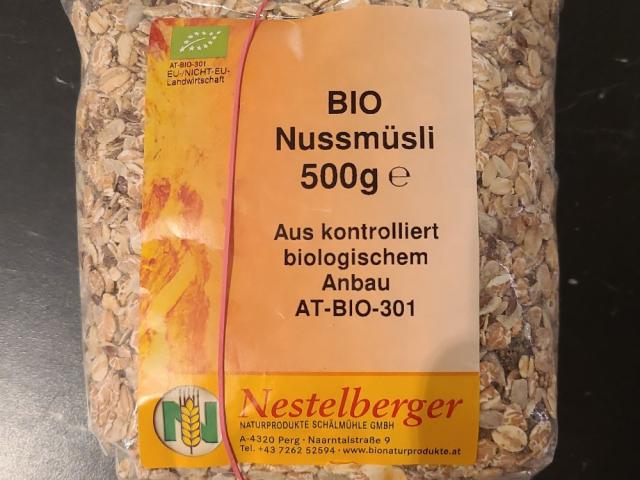 AT-BIO-301
EU-/NICHT-EU-
Landwirtschaft
BIO
Nussmüsli
500g ℮
Aus kontrolliert
biologischem
Anbau
AT-BIO-301
Nestelberger
NATURPRODUKTE SCHÄLMÜHLE GMBH
A-4320 Perg · Naarntalstraße 9
Tel. +43 7262 52594 · www.bionaturprodukte.at